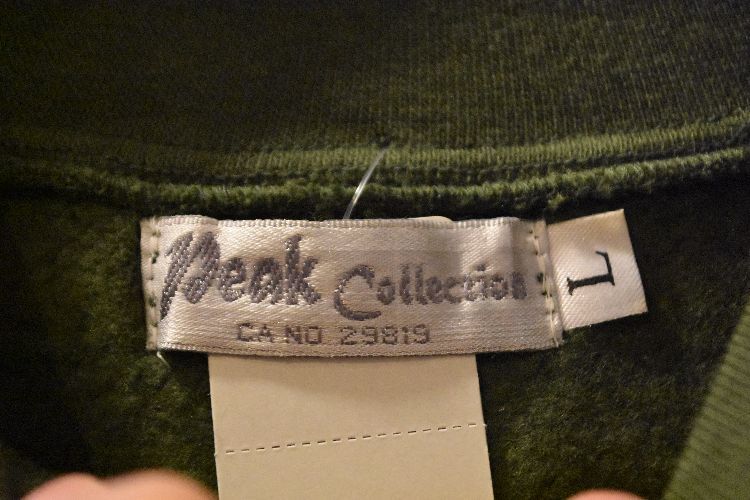 Peak Collection
CA NO 29819
L